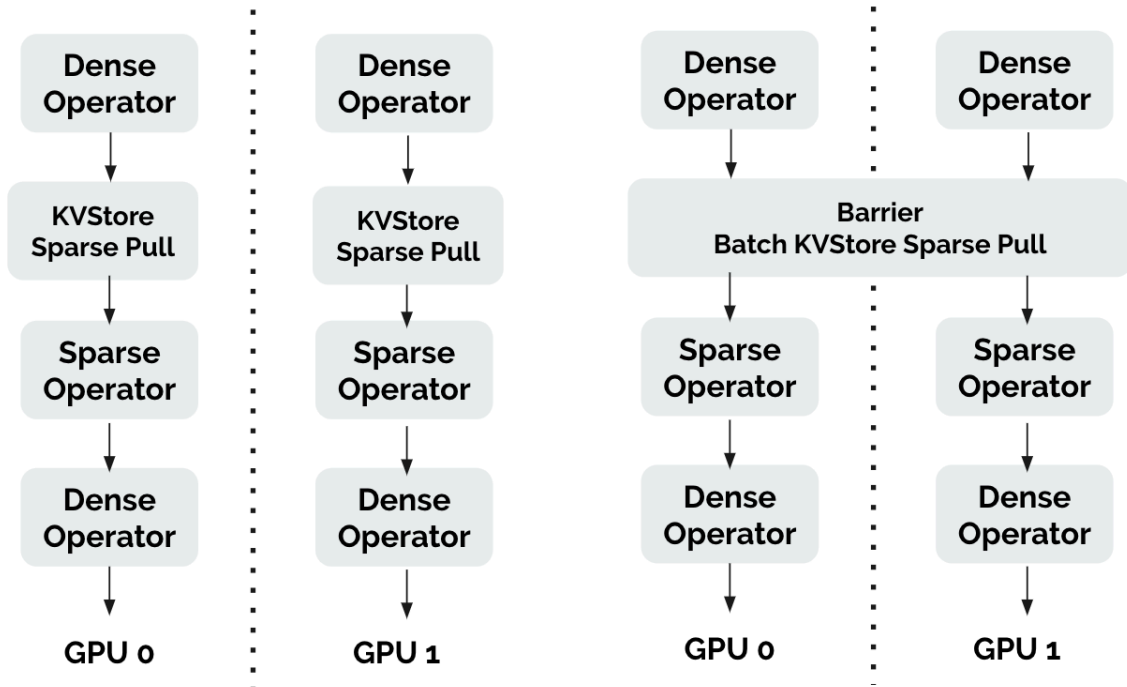 Dense
Operator
KVStore
Sparse Pull
Sparse
Operator
Dense
Operator
GPU 0
Dense
Operator
KVStore
Sparse Pull
Sparse
Operator
Dense
Operator
GPU 1
Dense
Operator
Dense
Operator
Barrier
Batch KVStore Sparse Pull
Sparse
Operator
Dense
Operator
GPU 0
Sparse
Operator
Dense
Operator
GPU 1